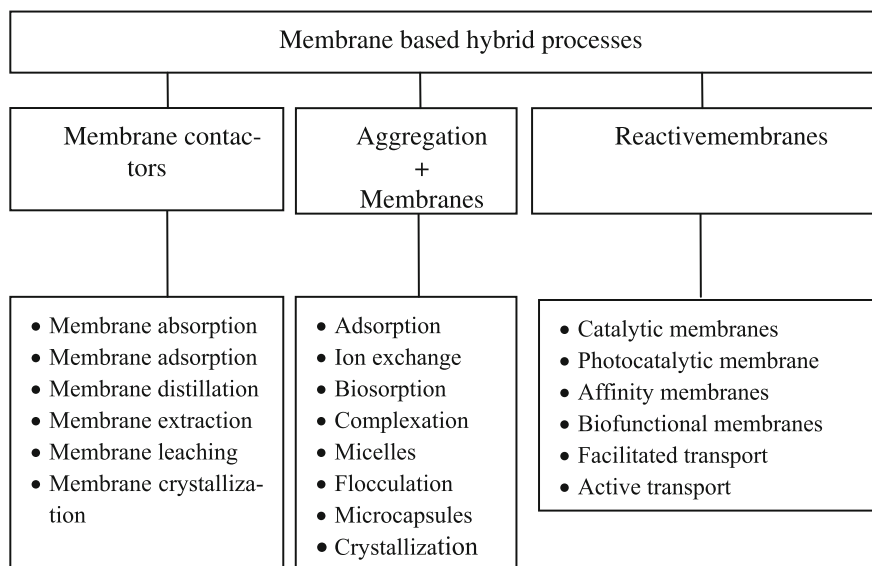 Membrane based hybrid processes
Membrane contac-
tors
Aggregation
+
Membranes
Reactivemembranes
• Membrane absorption
• Membrane adsorption
• Membrane distillation
• Membrane extraction
• Membrane leaching
• Membrane crystalliza-
tion
• Adsorption
• Ion exchange
• Biosorption
• Complexation
• Micelles
• Flocculation
• Microcapsules
• Crystallization
• Catalytic membranes
• Photocatalytic membrane
• Affinity membranes
• Biofunctional membranes
• Facilitated transport
• Active transport